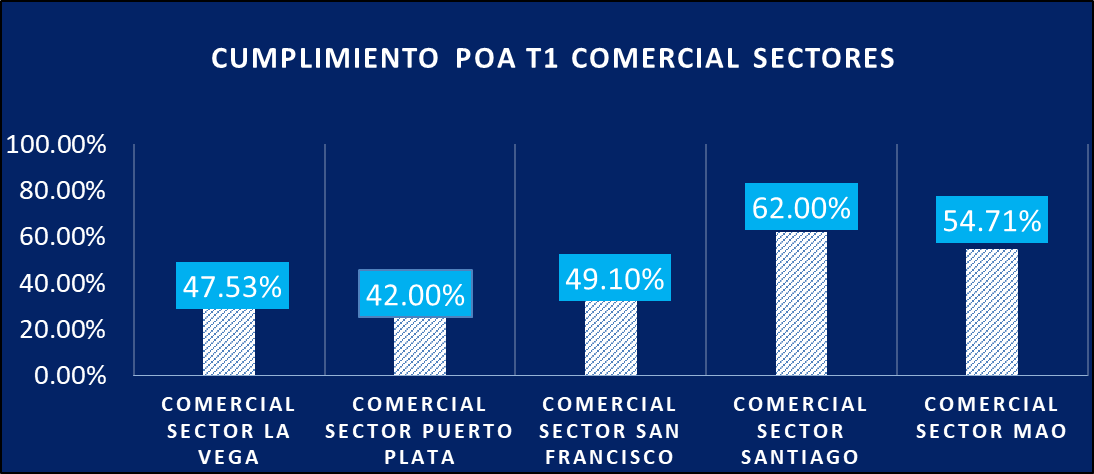 CUMPLIMIENTO POA T1 COMERCIAL SECTORES
100.00%
80.00%
60.00%
40.00%
20.00%
0.00%
47.53%
42.00%
49.10%
62.00%
54.71%
COMERCIAL
SECTOR LA
VEGA
COMERCIAL
SECTOR PUERTO
PLATA
COMERCIAL
SECTOR SAN
FRANCISCO
COMERCIAL
SECTOR
SANTIAGO
COMERCIAL
SECTOR MAO